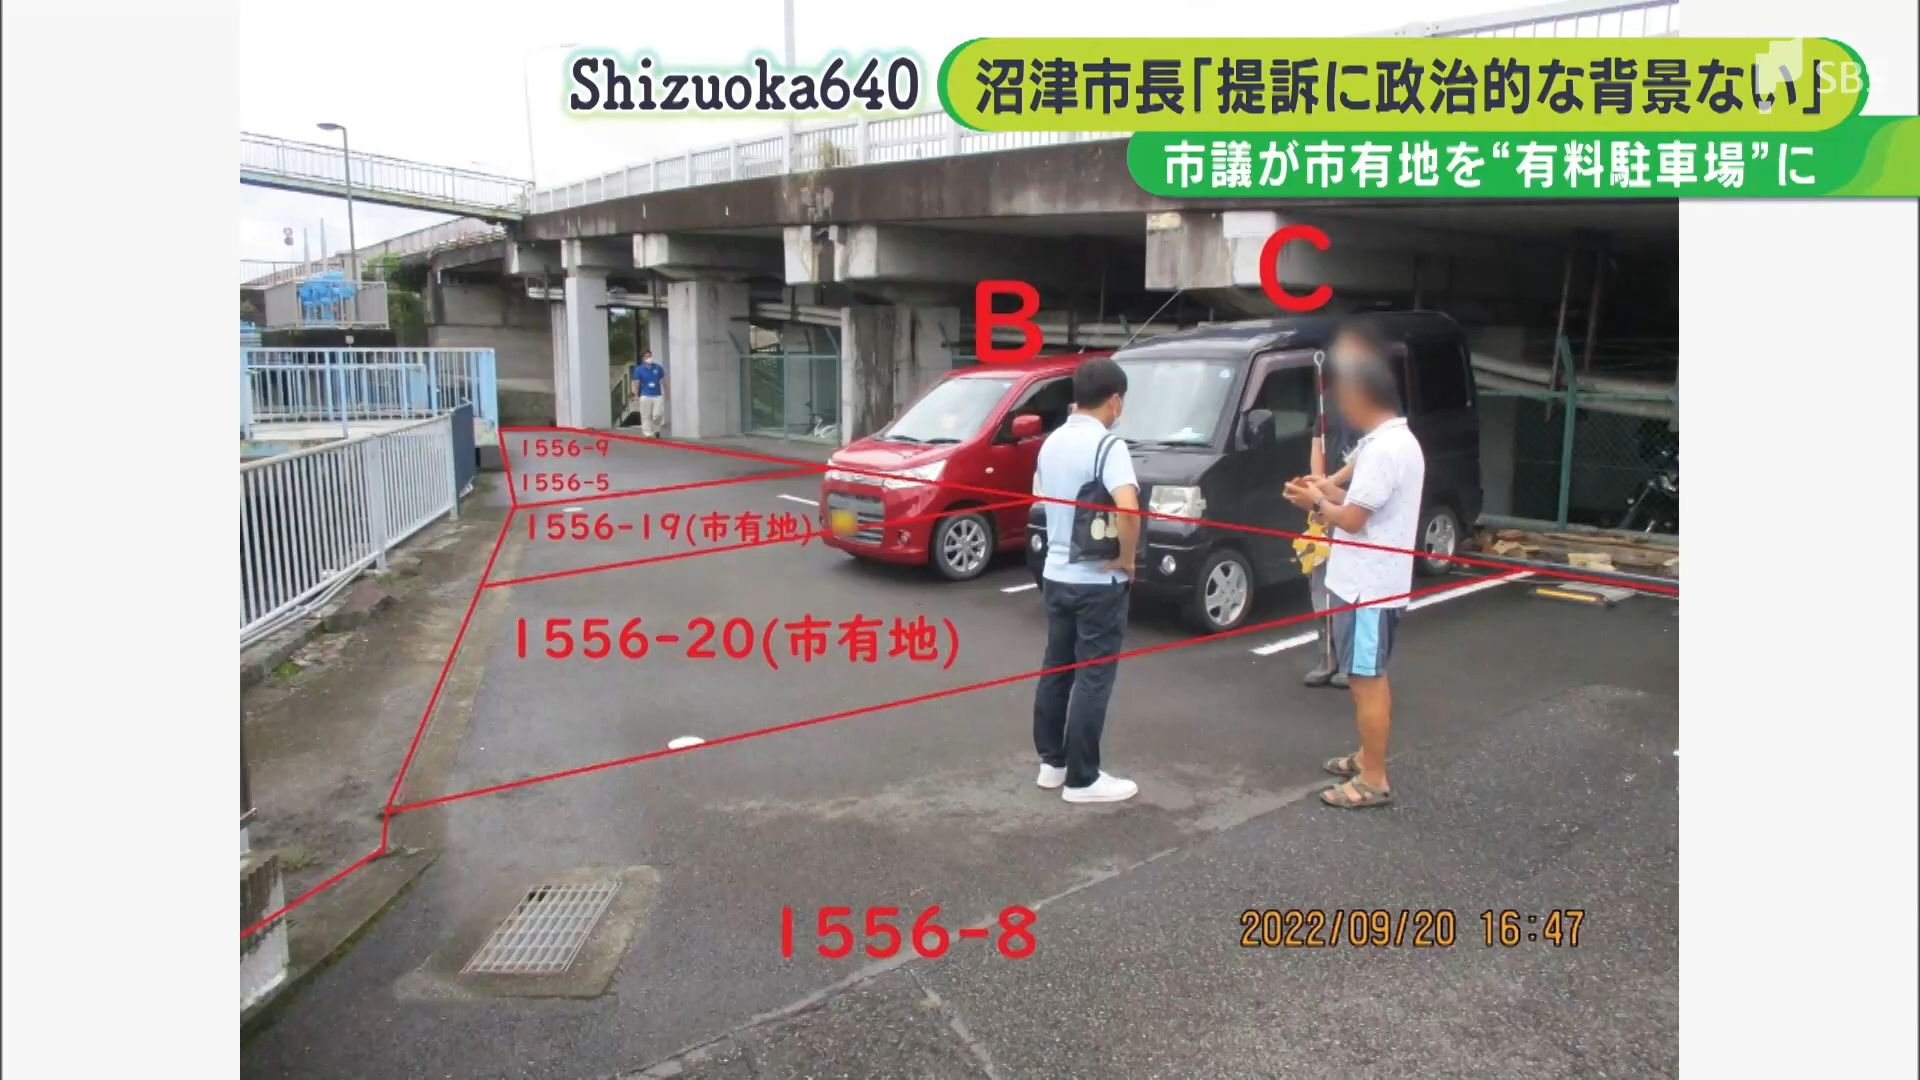 Shizuoka640
沼津市長「提訴に政治的な背景ない」
SBS
市議が市有地を“有料駐車場”に
C
B
1556-9
1556-5
1556-19(市有地)
1556-20(市有地)
1556-8
2022/09/20 16:47